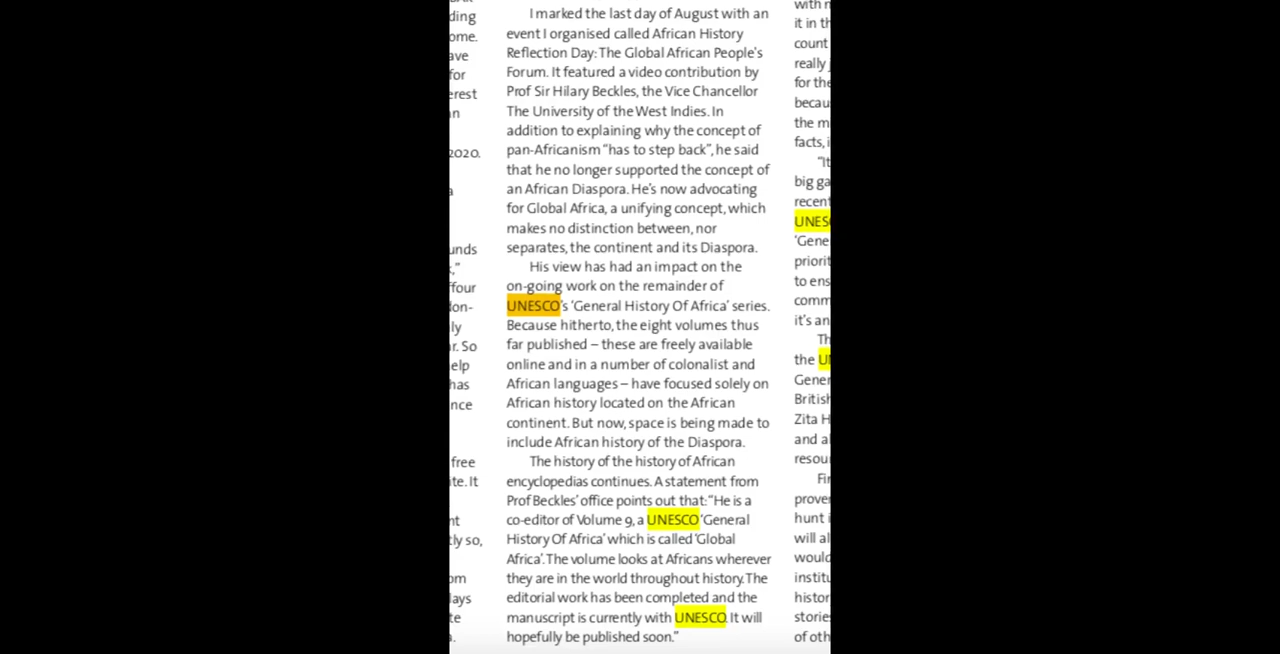 I marked the last day of August with an
event I organised called African History
Reflection Day: The Global African People's
Forum. It featured a video contribution by
Prof Sir Hilary Beckles, the Vice Chancellor
The University of the West Indies. In
addition to explaining why the concept of
pan-Africanism “has to step back”, he said
that he no longer supported the concept of
an African Diaspora. He's now advocating
for Global Africa, a unifying concept, which
makes no distinction between, nor
separates, the continent and its Diaspora.
His view has had an impact on the
on-going work on the remainder of
UNESCO's ‘General History Of Africa’ series.
Because hitherto, the eight volumes thus
far published – these are freely available
online and in a number of colonalist and
African languages – have focused solely on
African history located on the African
continent. But now, space is being made to
include African history of the Diaspora.
The history of the history of African
encyclopedias continues. A statement from
Prof Beckles’ office points out that: “He is a
co-editor of Volume 9, a UNESCO ‘General
History Of Africa’ which is called ‘Global
Africa’. The volume looks at Africans wherever
they are in the world throughout history. The
editorial work has been completed and the
manuscript is currently with UNESCO. It will
hopefully be published soon.”